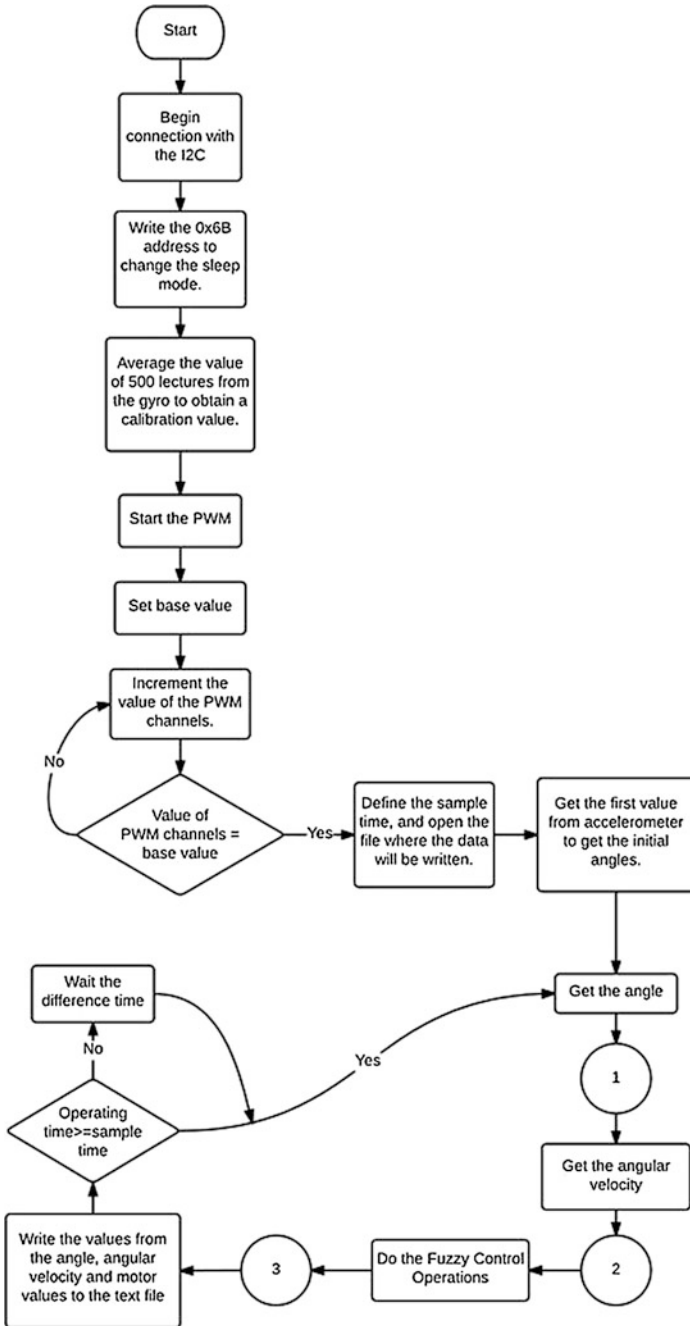 Start
Begin
connection with
the I2C
Write the 0x6B
address to
change the sleep
mode.
Average the value
of 500 lectures from
the gyro to obtain a
calibration value.
Start the PWM
Set base value
Increment the
value of the PWM
channels.
No
Value of
PWM channels =
base value
Yes
Define the sample
time, and open the
file where the data
will be written.
Get the first value
from accelerometer
to get the initial
angles.
Get the angle
1
Get the angular
velocity
2
Do the Fuzzy Control
Operations
3
Write the values from
the angle, angular
velocity and motor
values to the text file
Operating
time>=sample
time
No
Wait the
difference time
Yes